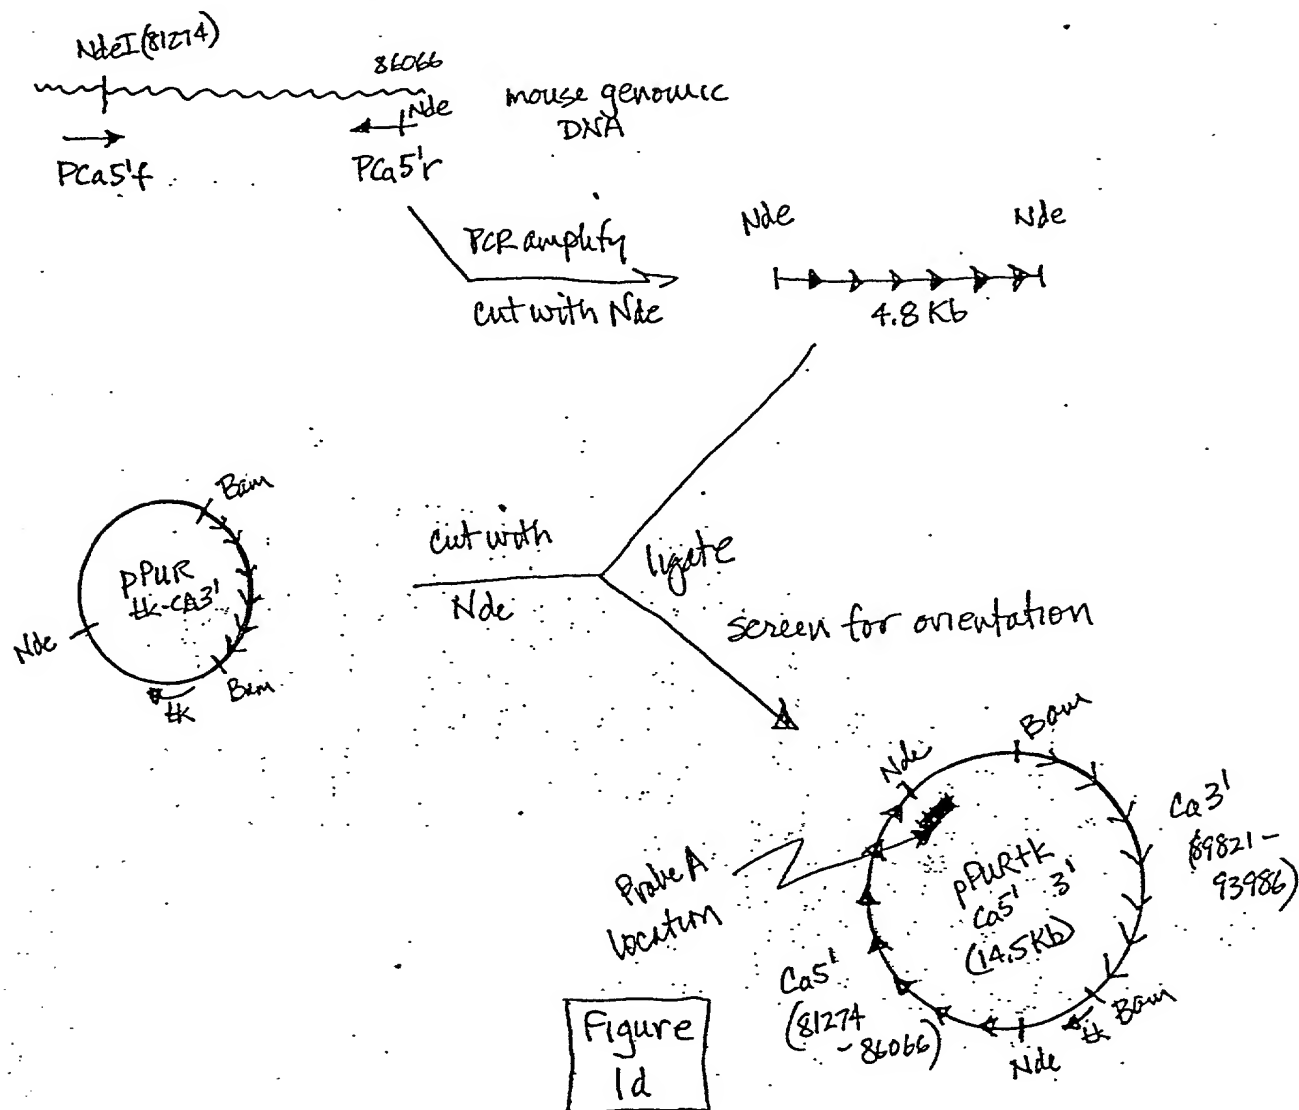 NdeI(81274)
86066
Nde
mouse genomic
DNA
PCa5'f
PCa5'r
PCR amplify
cut with Nde
Nde
Nde
4.8 Kb
Bam
pPUR
tk-CA3'
Nde
Bam
tk
cut with
Nde
ligate
screen for orientation
Nde
Bam
Ca3'
(89821-
93986)
Probe A
location
pPURtk
Ca5' 3'
(14.5Kb)
Ca5'
(81274
-86066)
Bam
tk
Nde
Figure
1d